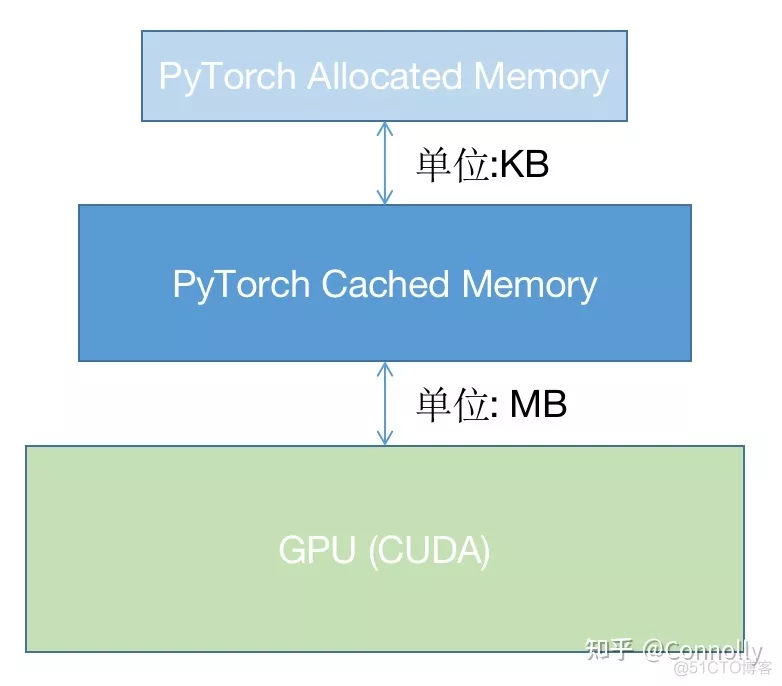 PyTorch Allocated Memory
单位:KB
PyTorch Cached Memory
单位: MB
GPU (CUDA)
知乎 @Connolly
@51CTO博客